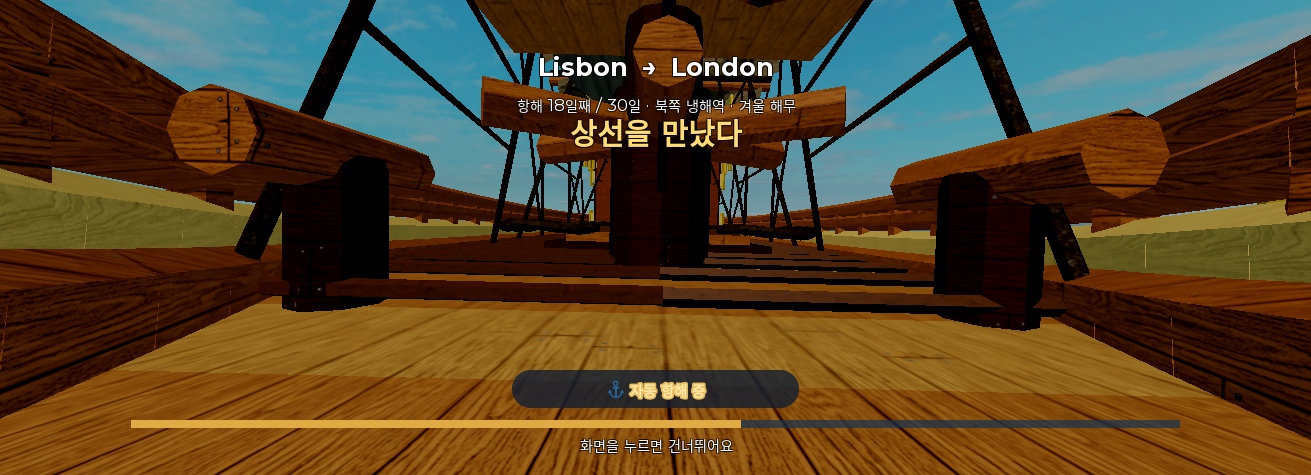 Lisbon → London
항해 18일째 / 30일 · 북쪽 냉해역 · 겨울 해무
상선을 만났다
⚓ 자동 항해 중
화면을 누르면 건너뛰어요